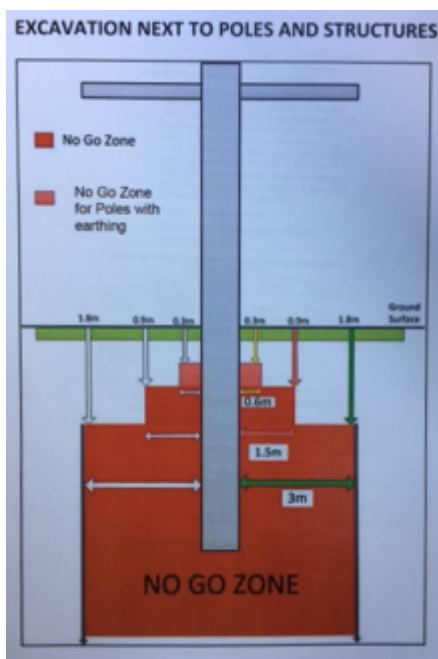 EXCAVATION NEXT TO POLES AND STRUCTURES
No Go Zone
No Go Zone
for Poles with
earthing
1.8m 0.9m 0.3m 0.3m 0.9m 1.8m Ground
Surface
0.6m
1.5m
3m
NO GO ZONE